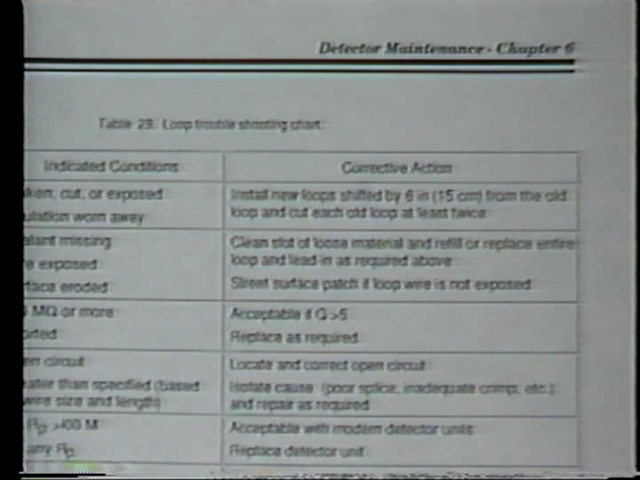 Detector Maintenance - Chapter 6
Table 29. Loop trouble shooting chart.
Indicated Conditions
Corrective Action
cut, or exposed
Install new loops shifted by 6 in (15 cm) from the old
worn away
loop and cut each old loop at least twice
missing
Clean slot of loose material and refill or replace entire
exposed
loop and lead-in as required above
eroded
Street surface patch if loop wire is not exposed
MΩ or more
Acceptable if Q >5
Replace as required
circuit
Locate and correct open circuit
than specified (based
Isolate cause (poor splice, inadequate crimp, etc.)
wire size and length)
and repair as required
Acceptable with modern detector units
any Rp
Replace detector unit